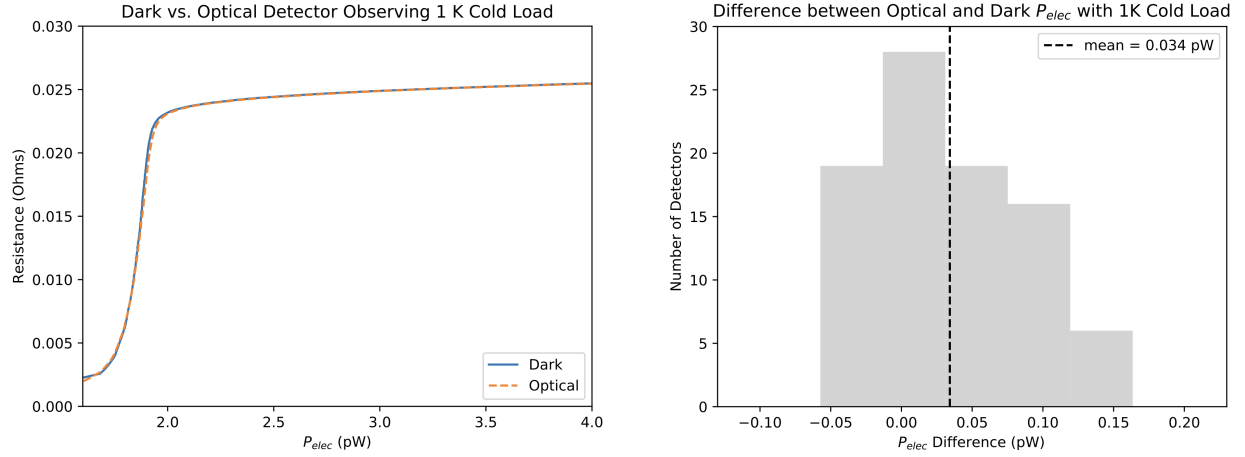 Dark vs. Optical Detector Observing 1 K Cold Load
0.030
0.025
0.020
0.015
0.010
0.005
0.000
Resistance (Ohms)
2.0 2.5 3.0 3.5 4.0
P_elec (pW)
Dark
Optical
Difference between Optical and Dark P_elec with 1K Cold Load
30
25
20
15
10
5
0
Number of Detectors
−0.10 −0.05 0.00 0.05 0.10 0.15 0.20
P_elec Difference (pW)
mean = 0.034 pW